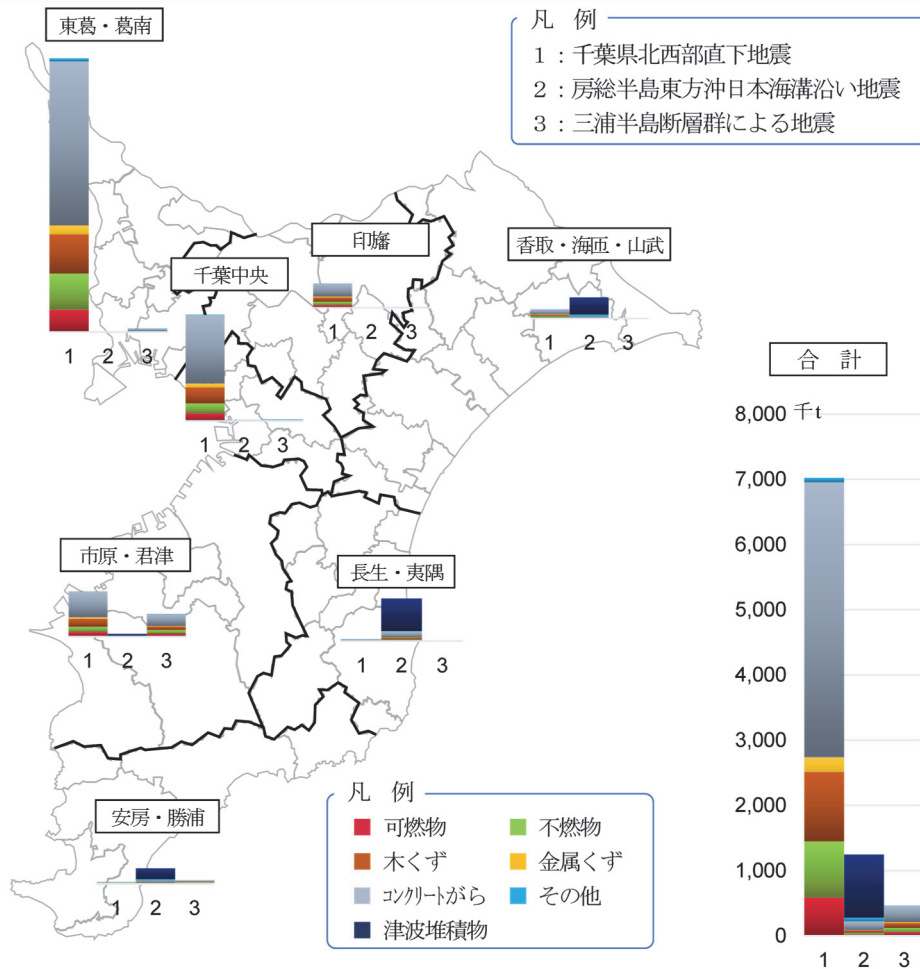 東葛・葛南
凡 例
1：千葉県北西部直下地震
2：房総半島東方沖日本海溝沿い地震
3：三浦半島断層群による地震
印旛
香取・海匝・山武
千葉中央
1 2 3
1 2 3
1 2 3
1 2 3
合 計
8,000 千t
7,000
6,000
5,000
4,000
3,000
2,000
1,000
0
1 2 3
市原・君津
長生・夷隅
1 2 3
1 2 3
安房・勝浦
1 2 3
凡 例
可燃物
不燃物
木くず
金属くず
コンクリートがら
その他
津波堆積物